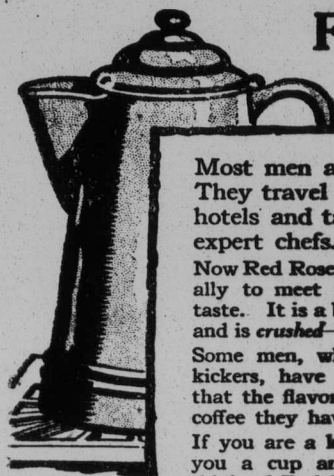 F
Most men a
They travel
hotels and ta
expert chefs.
Now Red Rose
ally to meet
taste. It is a
and is crushed—
Some men, w
kickers, have
that the flavor
coffee they hav
If you are a k
you a cup a